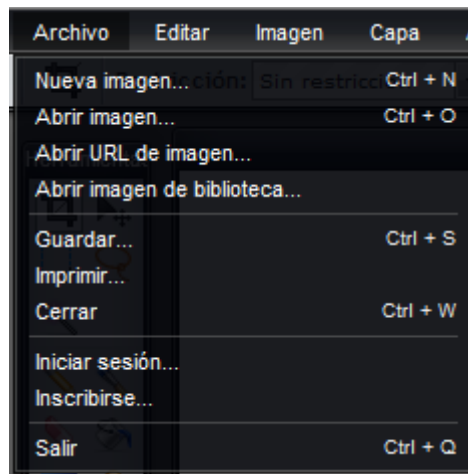 Archivo Editar Imagen Capa
Nueva imagen... Ctrl + N
Abrir imagen... Ctrl + O
Abrir URL de imagen...
Abrir imagen de biblioteca...
Guardar... Ctrl + S
Imprimir...
Cerrar Ctrl + W
Iniciar sesión...
Inscribirse...
Salir Ctrl + Q